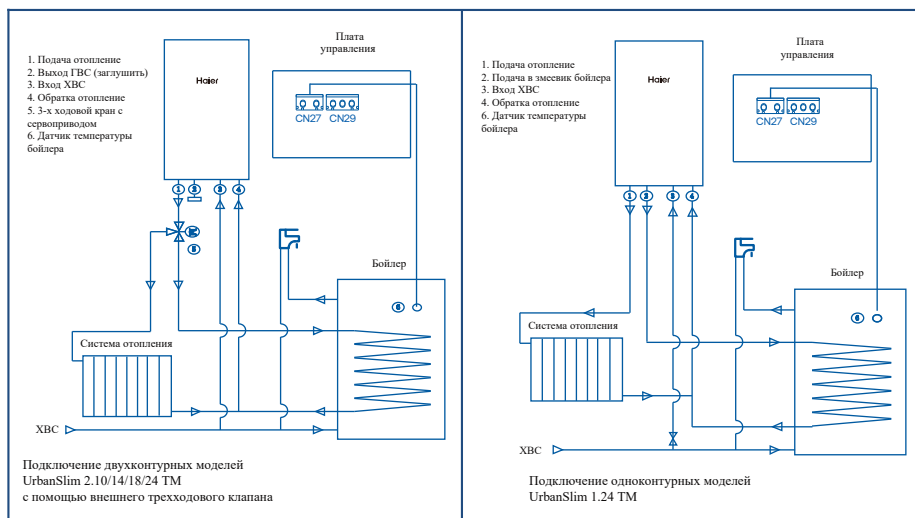 1. Подача отопление
2. Выход ГВС (заглушить)
3. Вход ХВС
4. Обратка отопление
5. 3-х ходовой кран с
сервоприводом
6. Датчик температуры
бойлера
Haier
Плата
управления
CN27 CN29
1 2 3 4
M
5
Бойлер
6
Система отопления
ХВС
Подключение двухконтурных моделей
UrbanSlim 2.10/14/18/24 ТМ
с помощью внешнего трехходового клапана
1. Подача отопление
2. Подача в змеевик бойлера
3. Вход ХВС
4. Обратка отопление
6. Датчик температуры
бойлера
Haier
Плата
управления
CN27 CN29
1 2 3 4
Бойлер
6
Система отопления
ХВС
Подключение одноконтурных моделей
UrbanSlim 1.24 ТМ